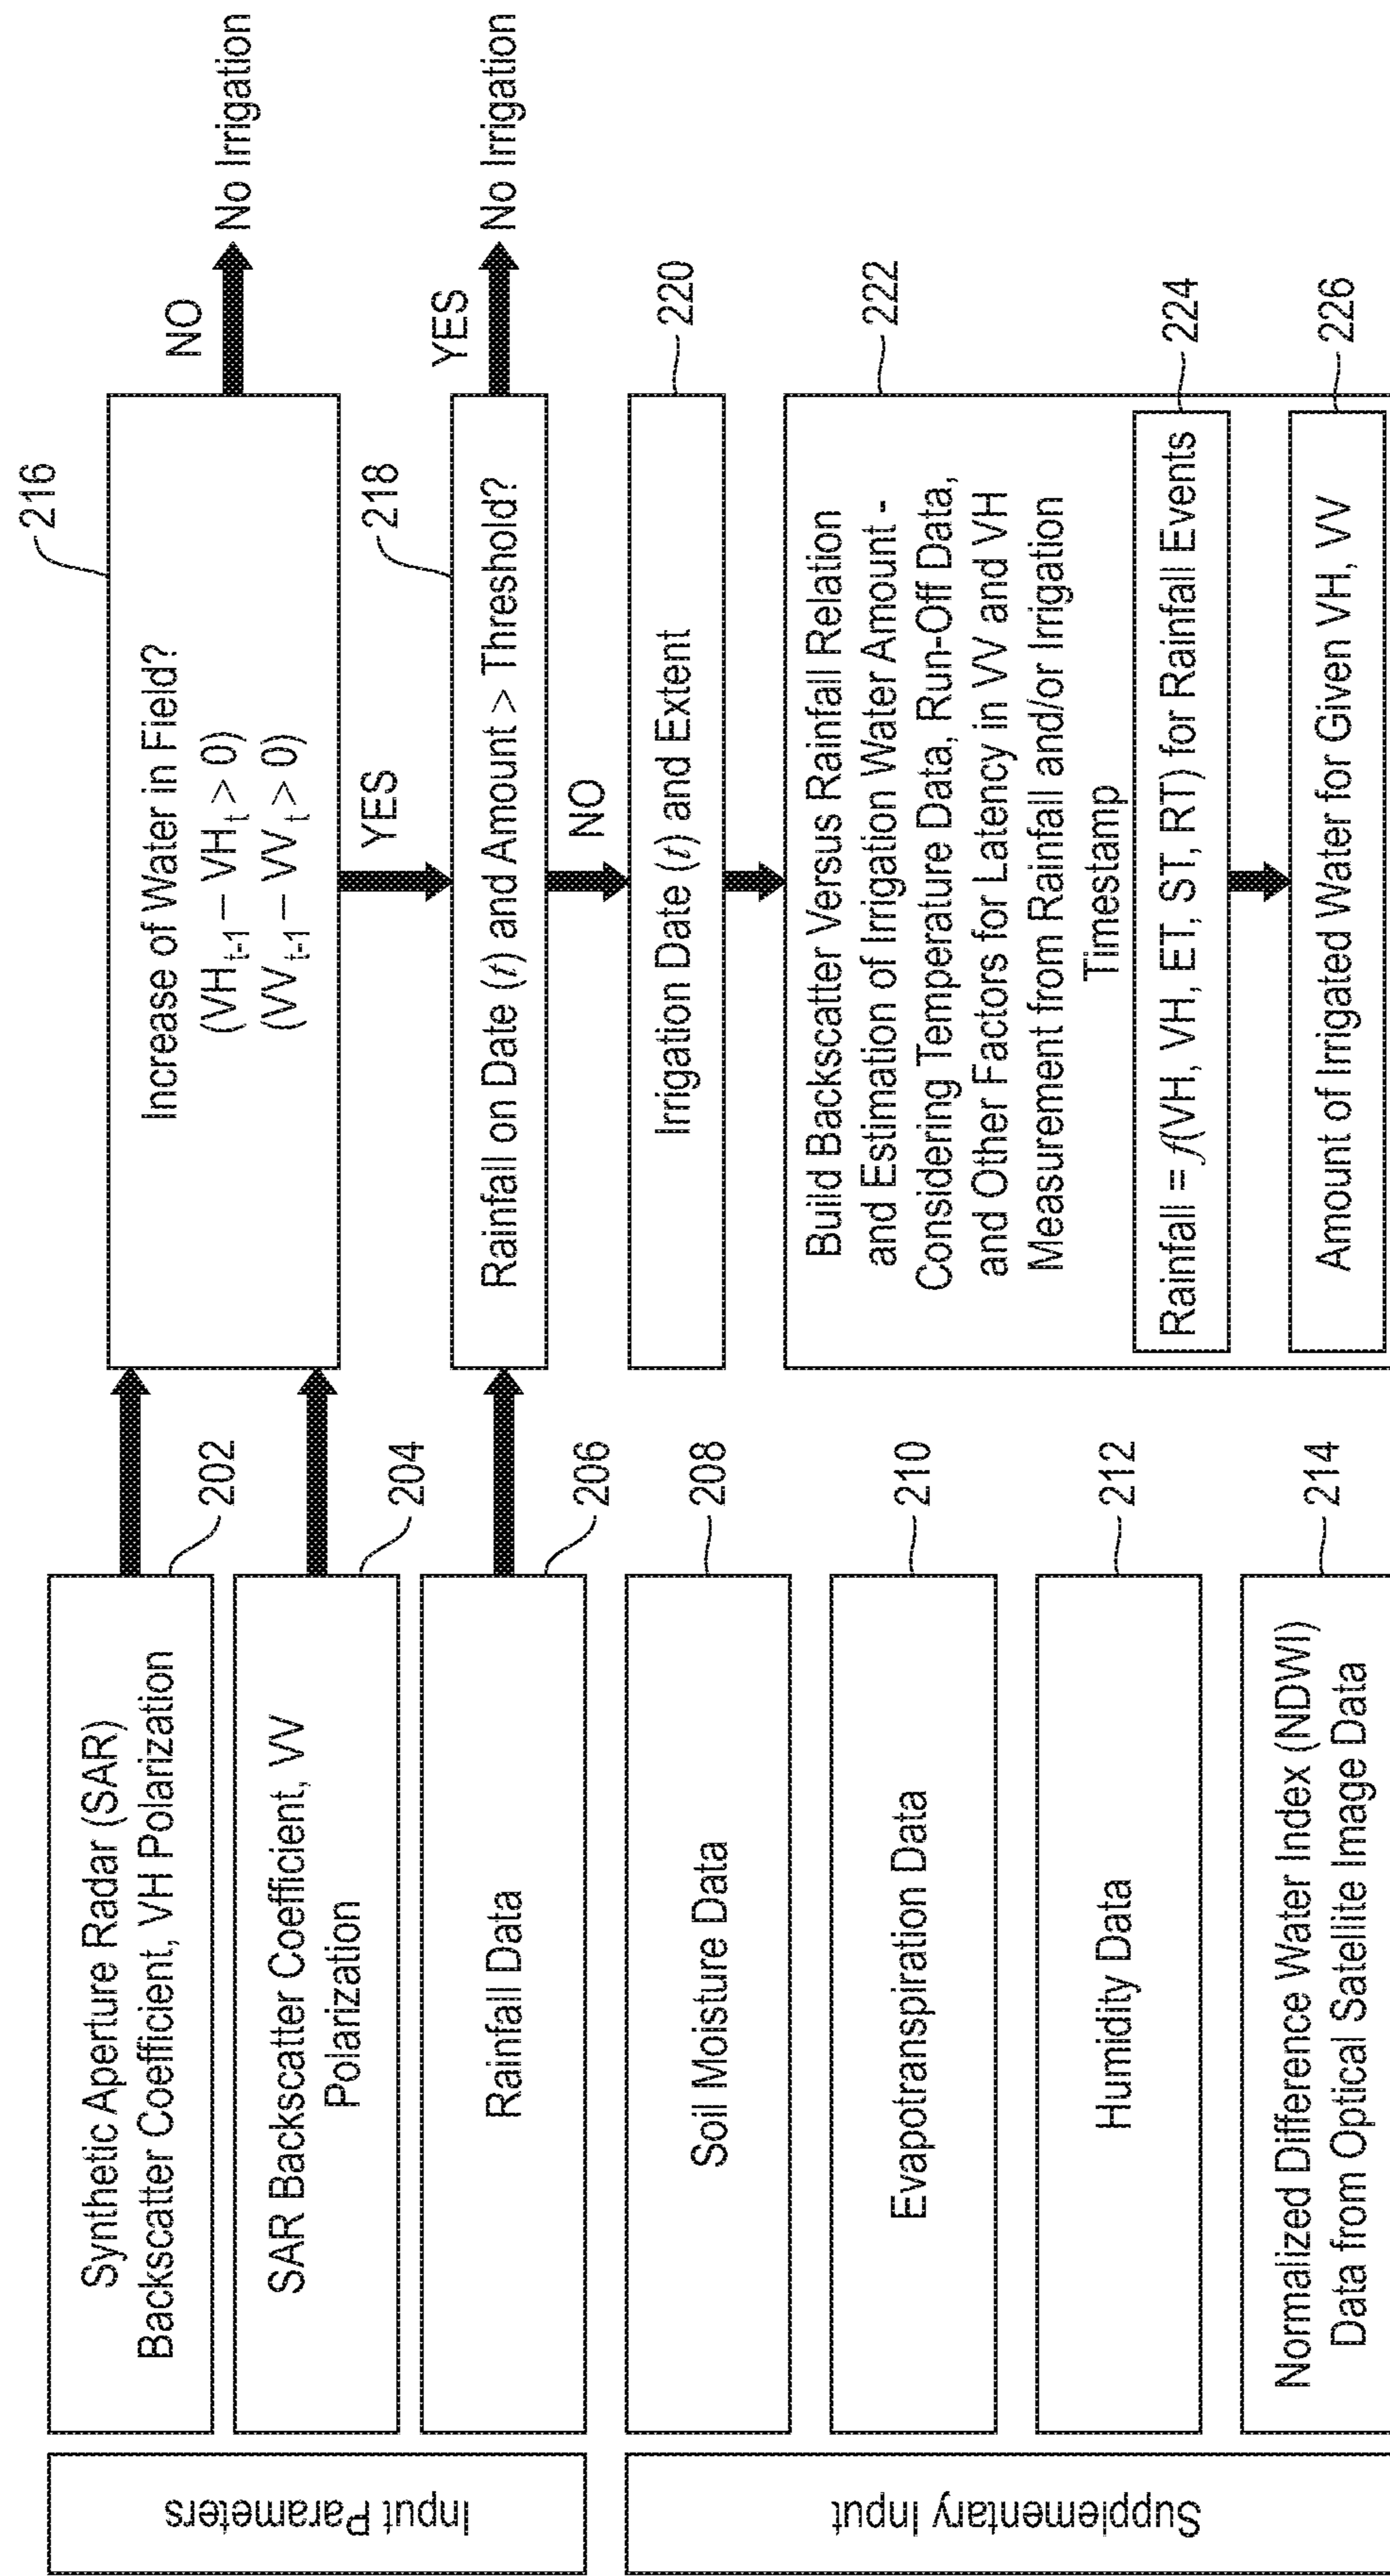 Input Parameters
Synthetic Aperture Radar (SAR)
Backscatter Coefficient, VH Polarization
202
SAR Backscatter Coefficient, VV
Polarization
204
Rainfall Data
206
Supplementary Input
Soil Moisture Data
208
Evapotranspiration Data
210
Humidity Data
212
Normalized Difference Water Index (NDWI)
Data from Optical Satellite Image Data
214
216
Increase of Water in Field?
(VHt-1 − VHt > 0)
(VVt-1 − VVt > 0)
NO
No Irrigation
YES
218
Rainfall on Date (t) and Amount > Threshold?
YES
No Irrigation
NO
Irrigation Date (t) and Extent
220
Build Backscatter Versus Rainfall Relation
and Estimation of Irrigation Water Amount -
Considering Temperature Data, Run-Off Data,
and Other Factors for Latency in VV and VH
Measurement from Rainfall and/or Irrigation
Timestamp
222
Rainfall = f(VH, VH, ET, ST, RT) for Rainfall Events
224
Amount of Irrigated Water for Given VH, VV
226